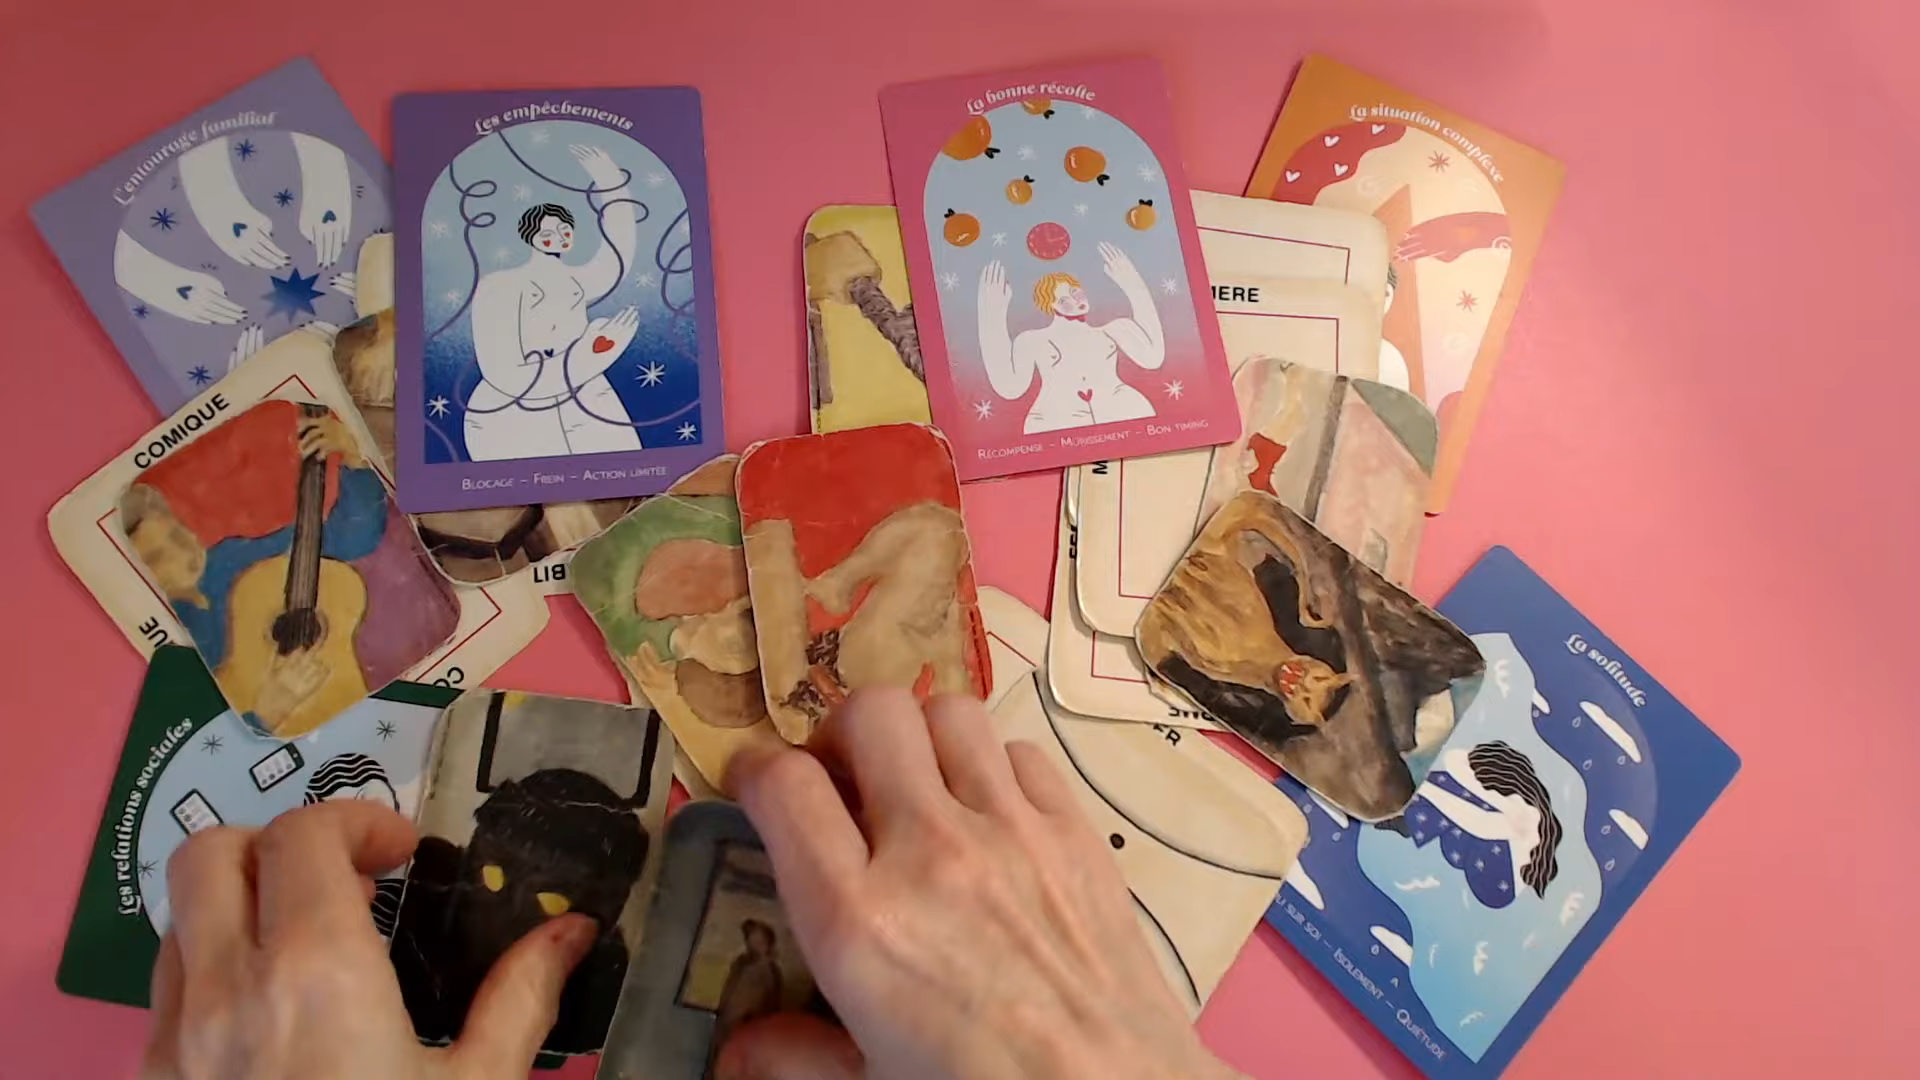 L'entourage familial
Les empêchements
BLOCAGE – FREIN – ACTION LIMITÉE
La bonne récolte
RÉCOMPENSE – MÛRISSEMENT – BON TIMING
La situation complexe
COMIQUE
Les relations sociales
La solitude
ISOLEMENT – QUIÉTUDE